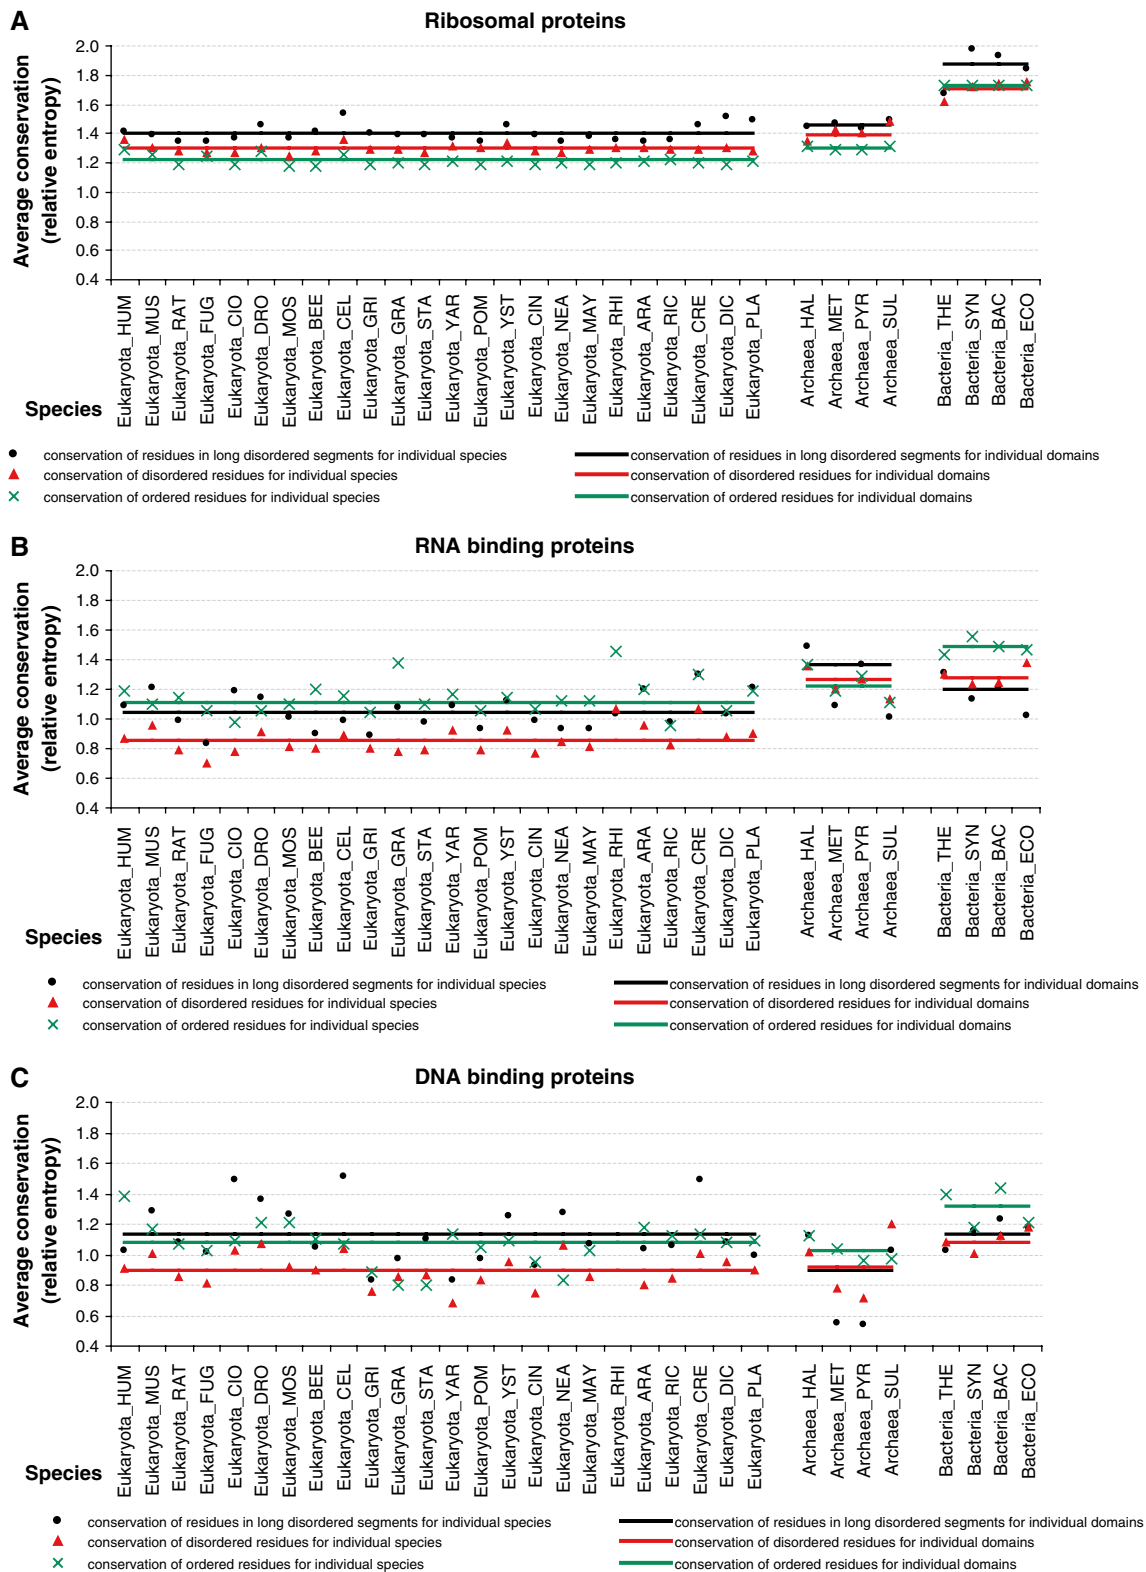 A
Ribosomal proteins
Average conservation
(relative entropy)
2.0
1.8
1.6
1.4
1.2
1.0
0.8
0.6
0.4
Eukaryota_HUM
Eukaryota_MUS
Eukaryota_RAT
Eukaryota_FUG
Eukaryota_CIO
Eukaryota_DRO
Eukaryota_MOS
Eukaryota_BEE
Eukaryota_CEL
Eukaryota_GRI
Eukaryota_GRA
Eukaryota_STA
Eukaryota_YAR
Eukaryota_POM
Eukaryota_YST
Eukaryota_CIN
Eukaryota_NEA
Eukaryota_MAY
Eukaryota_RHI
Eukaryota_ARA
Eukaryota_RIC
Eukaryota_CRE
Eukaryota_DIC
Eukaryota_PLA
Archaea_HAL
Archaea_MET
Archaea_PYR
Archaea_SUL
Bacteria_THE
Bacteria_SYN
Bacteria_BAC
Bacteria_ECO
Species
conservation of residues in long disordered segments for individual species
conservation of residues in long disordered segments for individual domains
conservation of disordered residues for individual species
conservation of disordered residues for individual domains
conservation of ordered residues for individual species
conservation of ordered residues for individual domains
B
RNA binding proteins
Average conservation
(relative entropy)
2.0
1.8
1.6
1.4
1.2
1.0
0.8
0.6
0.4
Eukaryota_HUM
Eukaryota_MUS
Eukaryota_RAT
Eukaryota_FUG
Eukaryota_CIO
Eukaryota_DRO
Eukaryota_MOS
Eukaryota_BEE
Eukaryota_CEL
Eukaryota_GRI
Eukaryota_GRA
Eukaryota_STA
Eukaryota_YAR
Eukaryota_POM
Eukaryota_YST
Eukaryota_CIN
Eukaryota_NEA
Eukaryota_MAY
Eukaryota_RHI
Eukaryota_ARA
Eukaryota_RIC
Eukaryota_CRE
Eukaryota_DIC
Eukaryota_PLA
Archaea_HAL
Archaea_MET
Archaea_PYR
Archaea_SUL
Bacteria_THE
Bacteria_SYN
Bacteria_BAC
Bacteria_ECO
Species
conservation of residues in long disordered segments for individual species
conservation of residues in long disordered segments for individual domains
conservation of disordered residues for individual species
conservation of disordered residues for individual domains
conservation of ordered residues for individual species
conservation of ordered residues for individual domains
C
DNA binding proteins
Average conservation
(relative entropy)
2.0
1.8
1.6
1.4
1.2
1.0
0.8
0.6
0.4
Eukaryota_HUM
Eukaryota_MUS
Eukaryota_RAT
Eukaryota_FUG
Eukaryota_CIO
Eukaryota_DRO
Eukaryota_MOS
Eukaryota_BEE
Eukaryota_CEL
Eukaryota_GRI
Eukaryota_GRA
Eukaryota_STA
Eukaryota_YAR
Eukaryota_POM
Eukaryota_YST
Eukaryota_CIN
Eukaryota_NEA
Eukaryota_MAY
Eukaryota_RHI
Eukaryota_ARA
Eukaryota_RIC
Eukaryota_CRE
Eukaryota_DIC
Eukaryota_PLA
Archaea_HAL
Archaea_MET
Archaea_PYR
Archaea_SUL
Bacteria_THE
Bacteria_SYN
Bacteria_BAC
Bacteria_ECO
Species
conservation of residues in long disordered segments for individual species
conservation of residues in long disordered segments for individual domains
conservation of disordered residues for individual species
conservation of disordered residues for individual domains
conservation of ordered residues for individual species
conservation of ordered residues for individual domains